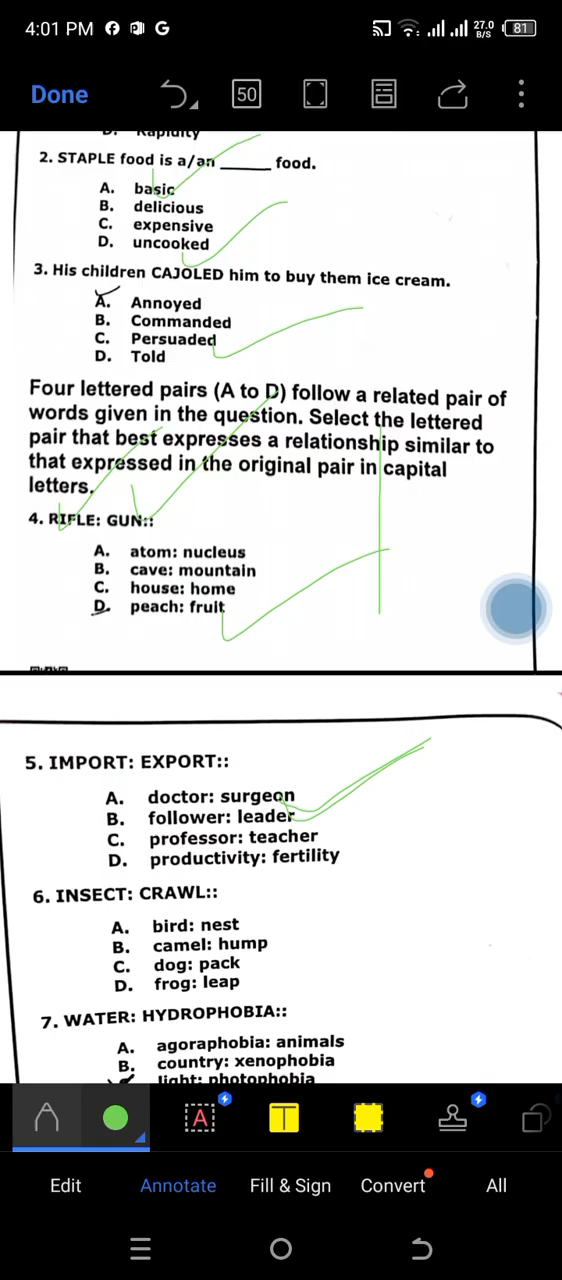 4:01 PM
27.0
B/S
81
Done
50
D. Rapidity
2. STAPLE food is a/an _____ food.
A. basic
B. delicious
C. expensive
D. uncooked
3. His children CAJOLED him to buy them ice cream.
A. Annoyed
B. Commanded
C. Persuaded
D. Told
Four lettered pairs (A to D) follow a related pair of
words given in the question. Select the lettered
pair that best expresses a relationship similar to
that expressed in the original pair in capital
letters.
4. RIFLE: GUN::
A. atom: nucleus
B. cave: mountain
C. house: home
D. peach: fruit
5. IMPORT: EXPORT::
A. doctor: surgeon
B. follower: leader
C. professor: teacher
D. productivity: fertility
6. INSECT: CRAWL::
A. bird: nest
B. camel: hump
C. dog: pack
D. frog: leap
7. WATER: HYDROPHOBIA::
A. agoraphobia: animals
B. country: xenophobia
light: photophobia
A
T
Edit
Annotate
Fill & Sign
Convert
All